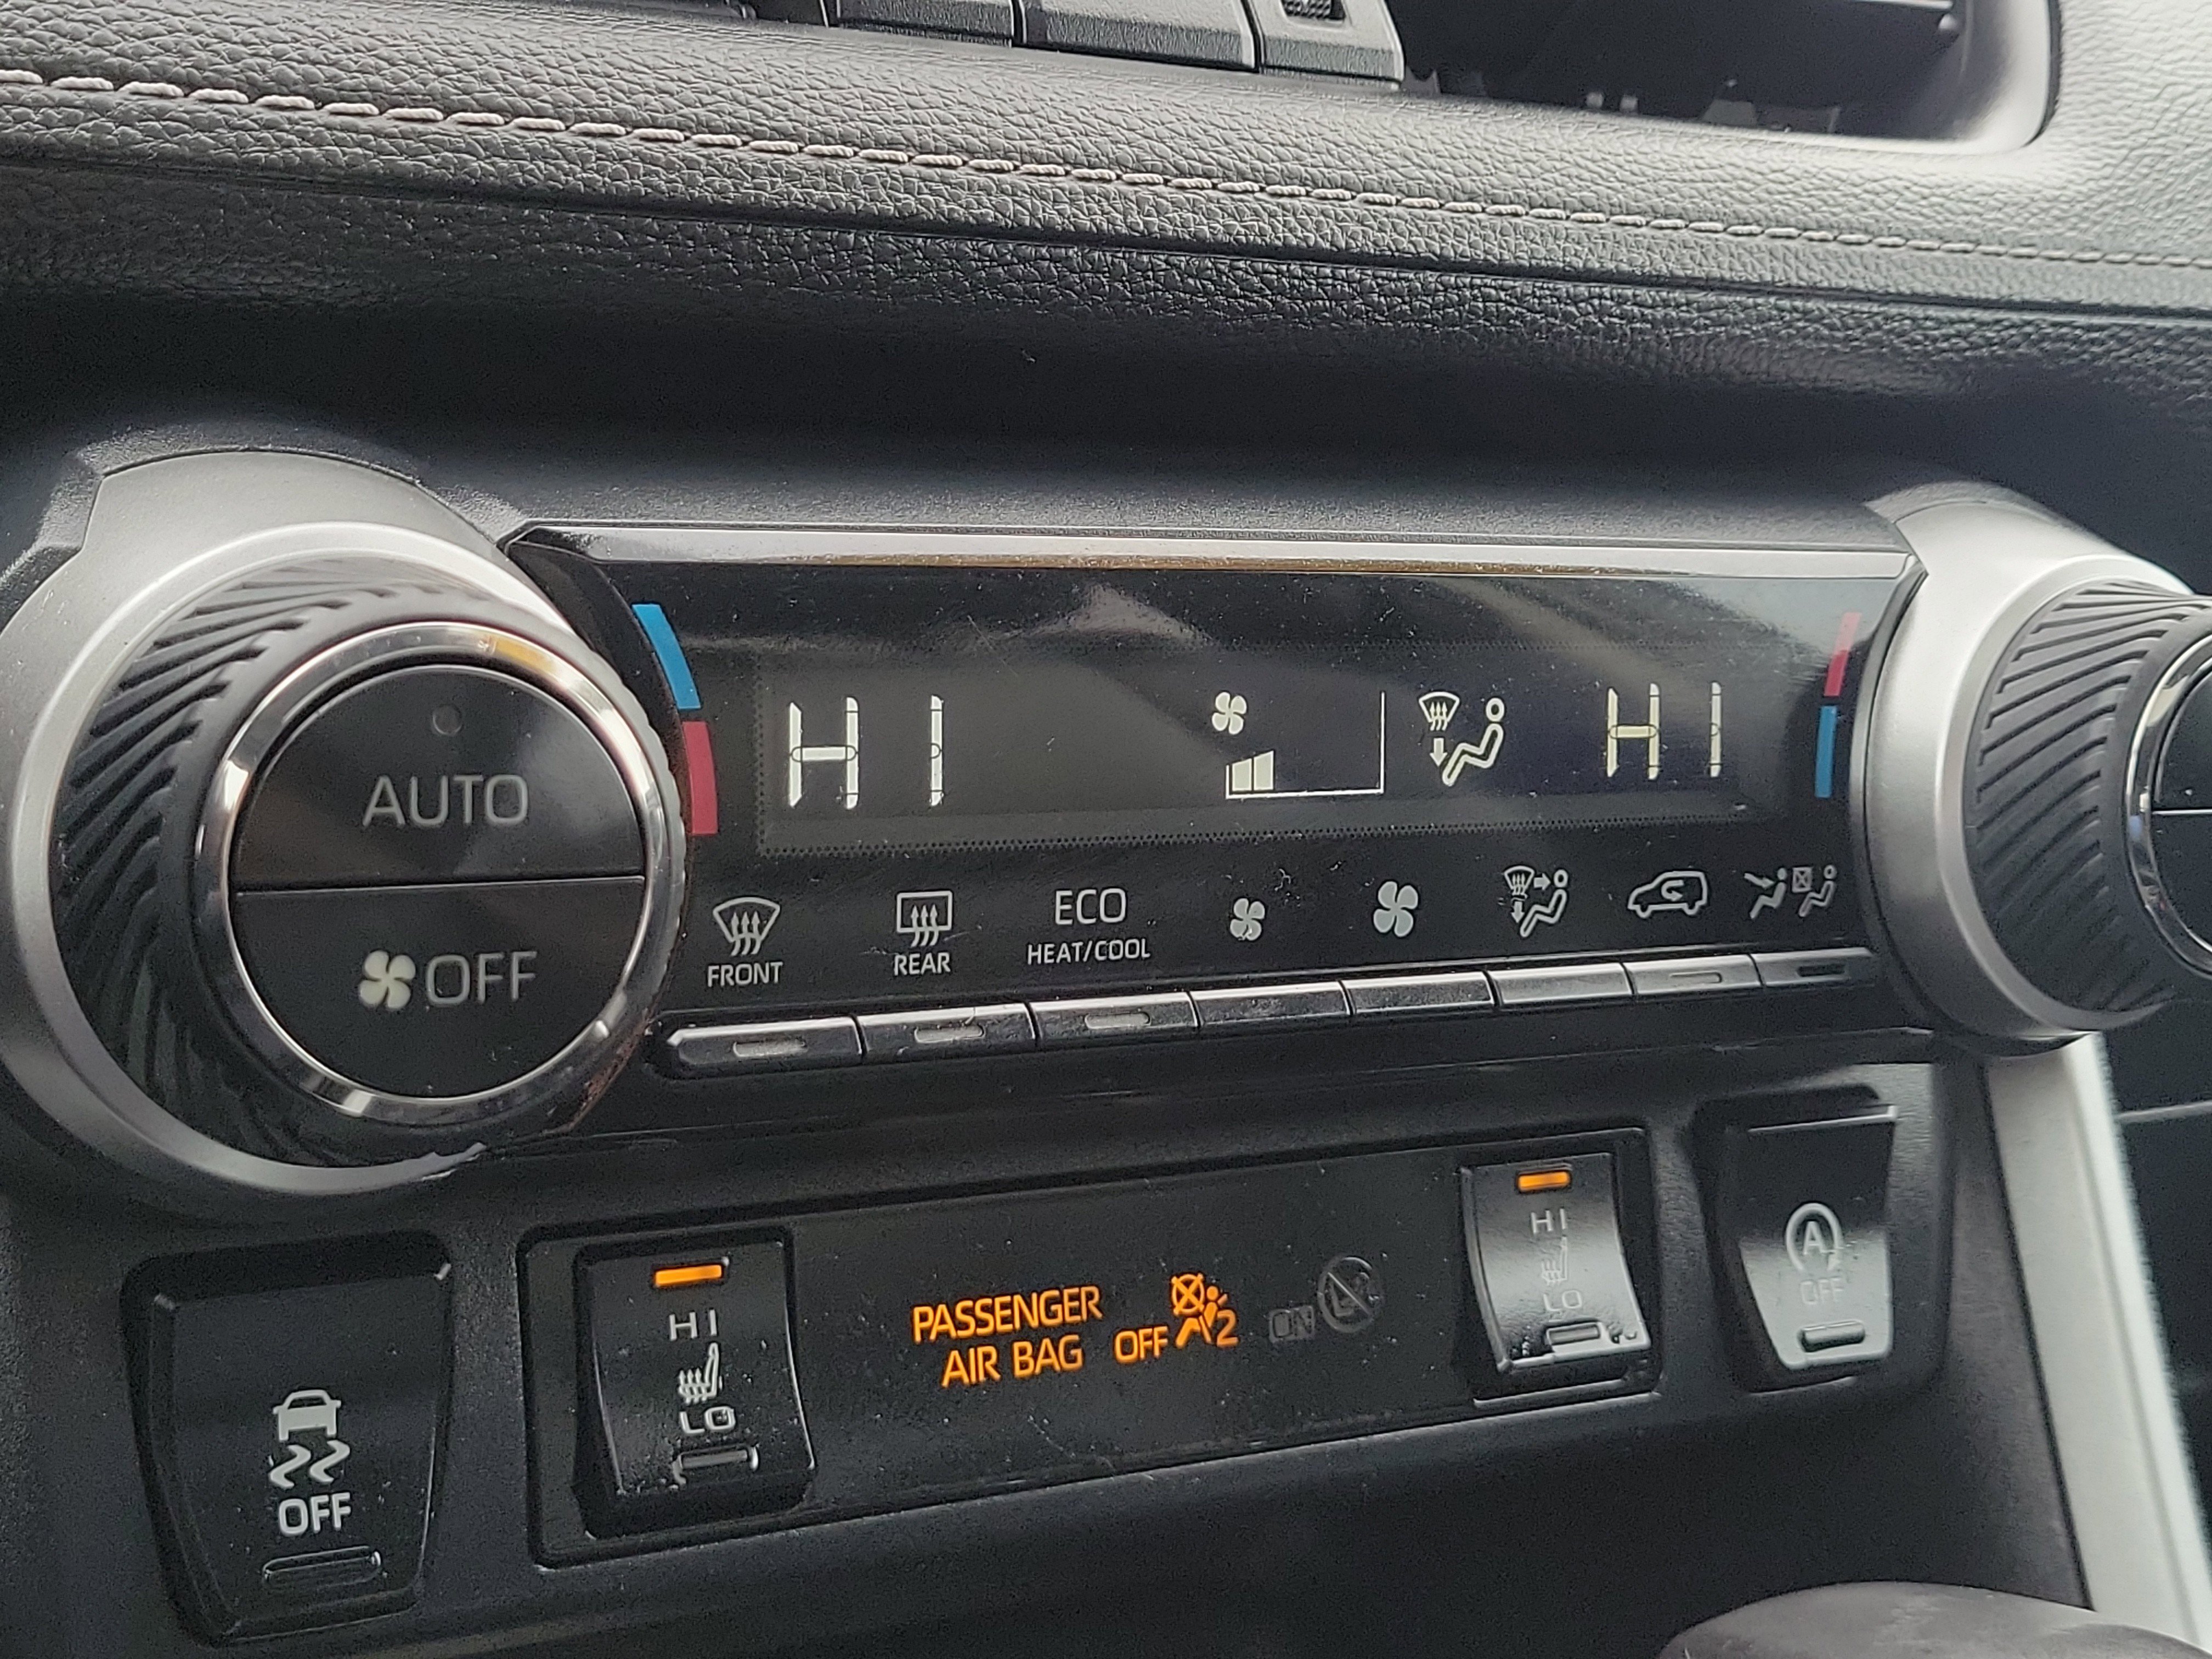 HI HI
AUTO
OFF
FRONT
REAR
ECO
HEAT/COOL
HI
LO
PASSENGER
AIR BAG OFF 2 ON
HI
LO
A
OFF
OFF